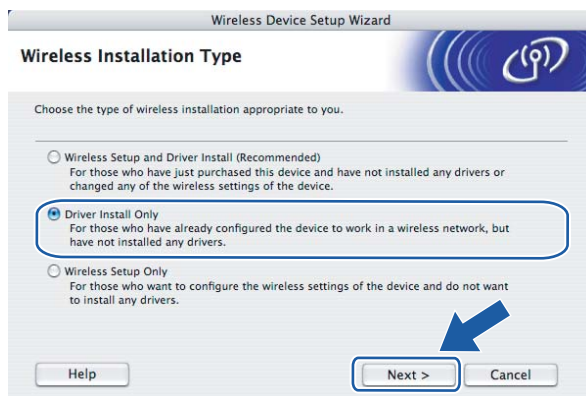 Wireless Device Setup Wizard
Wireless Installation Type
Choose the type of wireless installation appropriate to you.
Wireless Setup and Driver Install (Recommended)
For those who have just purchased this device and have not installed any drivers or
changed any of the wireless settings of the device.
Driver Install Only
For those who have already configured the device to work in a wireless network, but
have not installed any drivers.
Wireless Setup Only
For those who want to configure the wireless settings of the device and do not want
to install any drivers.
Help
Next >
Cancel